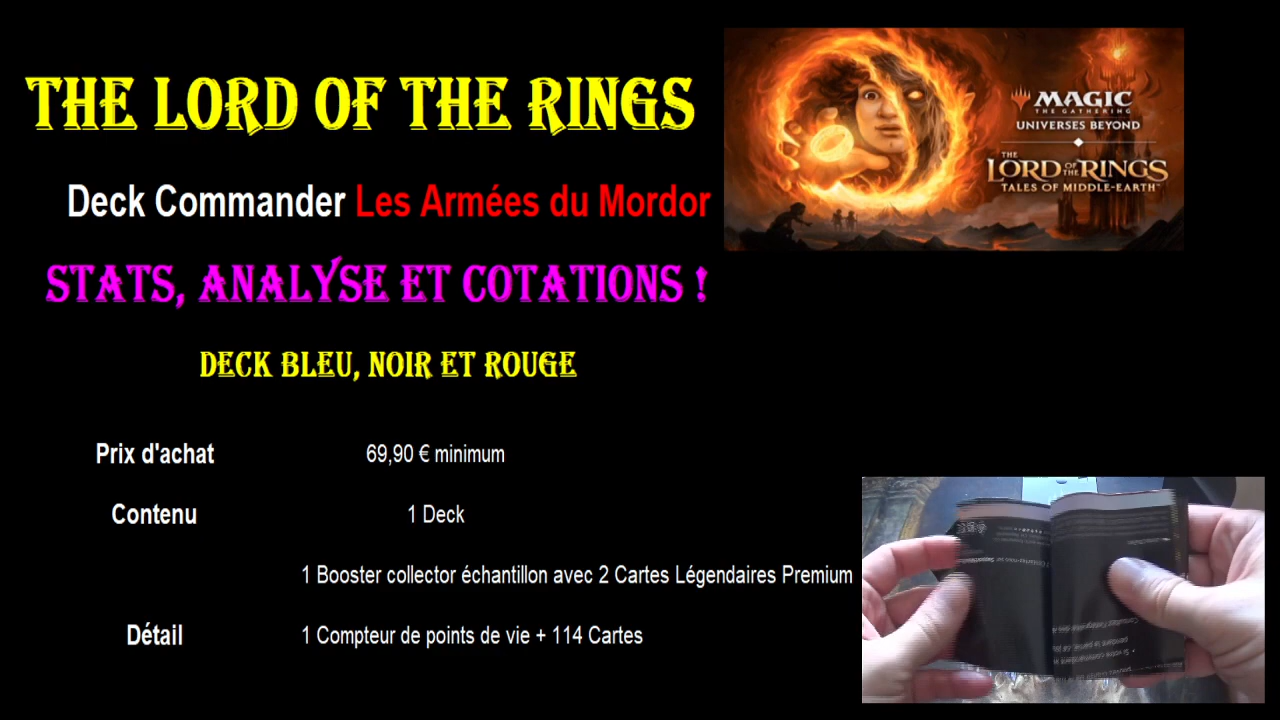 THE LORD OF THE RINGS
Deck Commander Les Armées du Mordor
STATS, ANALYSE ET COTATIONS !
DECK BLEU, NOIR ET ROUGE
Prix d'achat 69,90 € minimum
Contenu 1 Deck
1 Booster collector échantillon avec 2 Cartes Légendaires Premium
Détail 1 Compteur de points de vie + 114 Cartes
MAGIC
THE GATHERING
UNIVERSES BEYOND
THE
LORD OF THE RINGS
TALES OF MIDDLE-EARTH